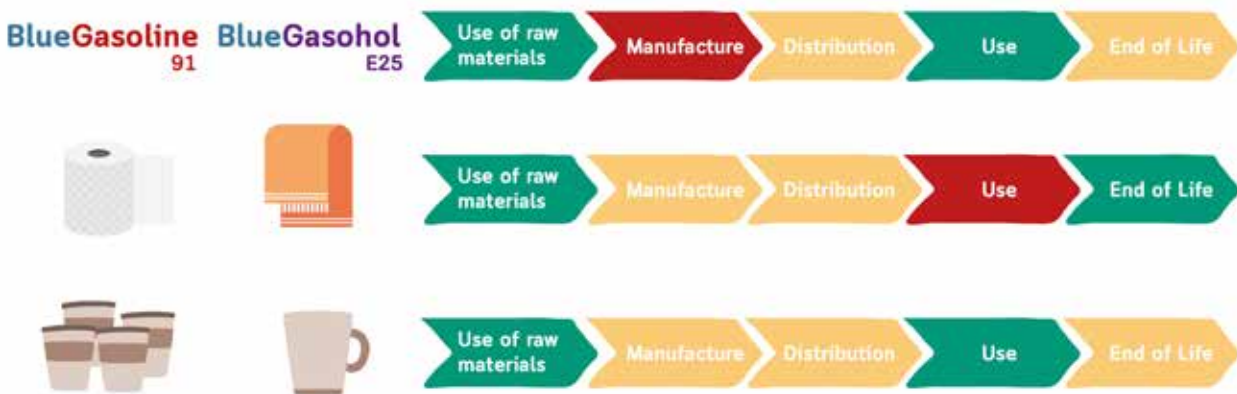 BlueGasoline
91
BlueGasohol
E25
Use of raw
materials
Manufacture
Distribution
Use
End of Life
Use of raw
materials
Manufacture
Distribution
Use
End of Life
Use of raw
materials
Manufacture
Distribution
Use
End of Life